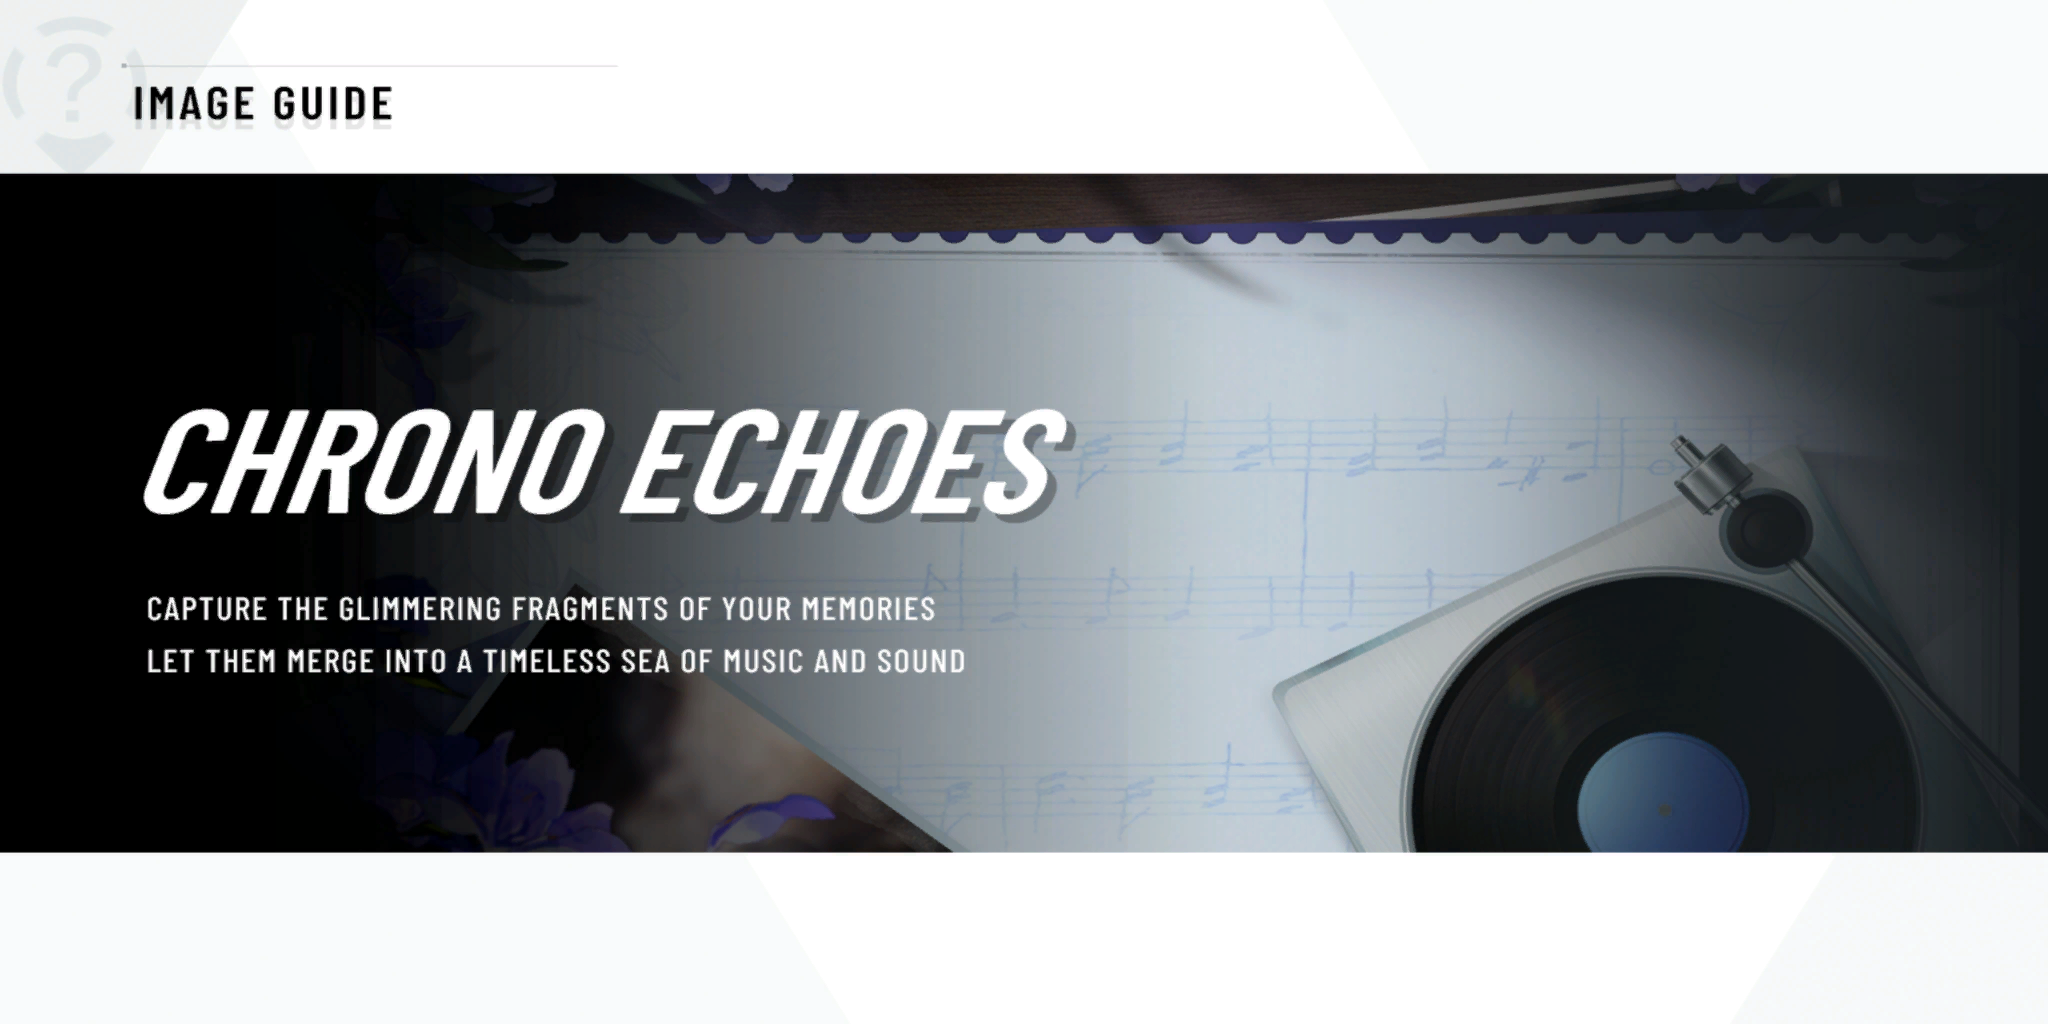 IMAGE GUIDE
CHRONO ECHOES
CAPTURE THE GLIMMERING FRAGMENTS OF YOUR MEMORIES
LET THEM MERGE INTO A TIMELESS SEA OF MUSIC AND SOUND